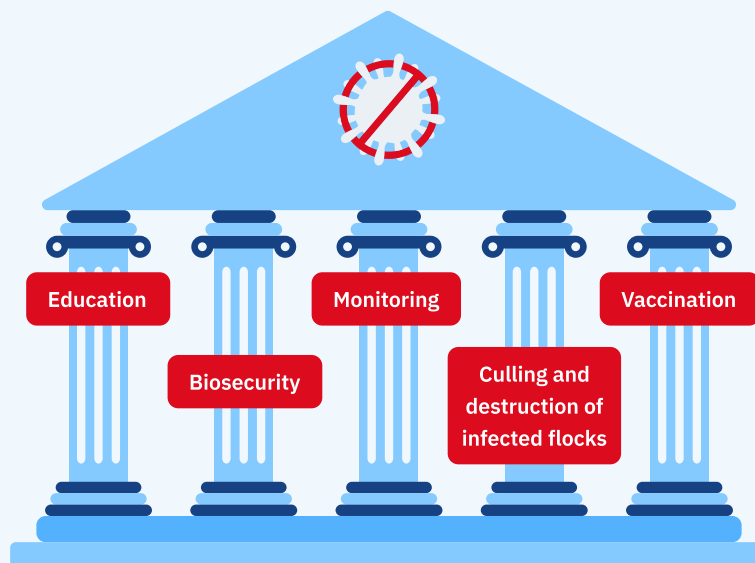 Education
Biosecurity
Monitoring
Culling and
destruction of
infected flocks
Vaccination